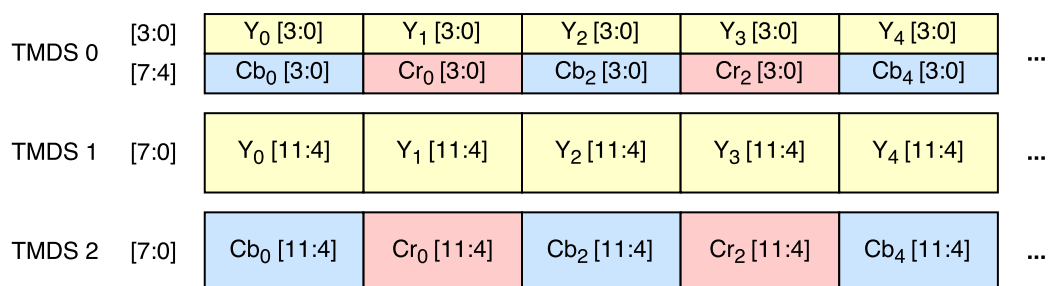 [3:0] Y0 [3:0] Y1 [3:0] Y2 [3:0] Y3 [3:0] Y4 [3:0]
TMDS 0 ...
[7:4] Cb0 [3:0] Cr0 [3:0] Cb2 [3:0] Cr2 [3:0] Cb4 [3:0]
TMDS 1 [7:0] Y0 [11:4] Y1 [11:4] Y2 [11:4] Y3 [11:4] Y4 [11:4] ...
TMDS 2 [7:0] Cb0 [11:4] Cr0 [11:4] Cb2 [11:4] Cr2 [11:4] Cb4 [11:4] ...